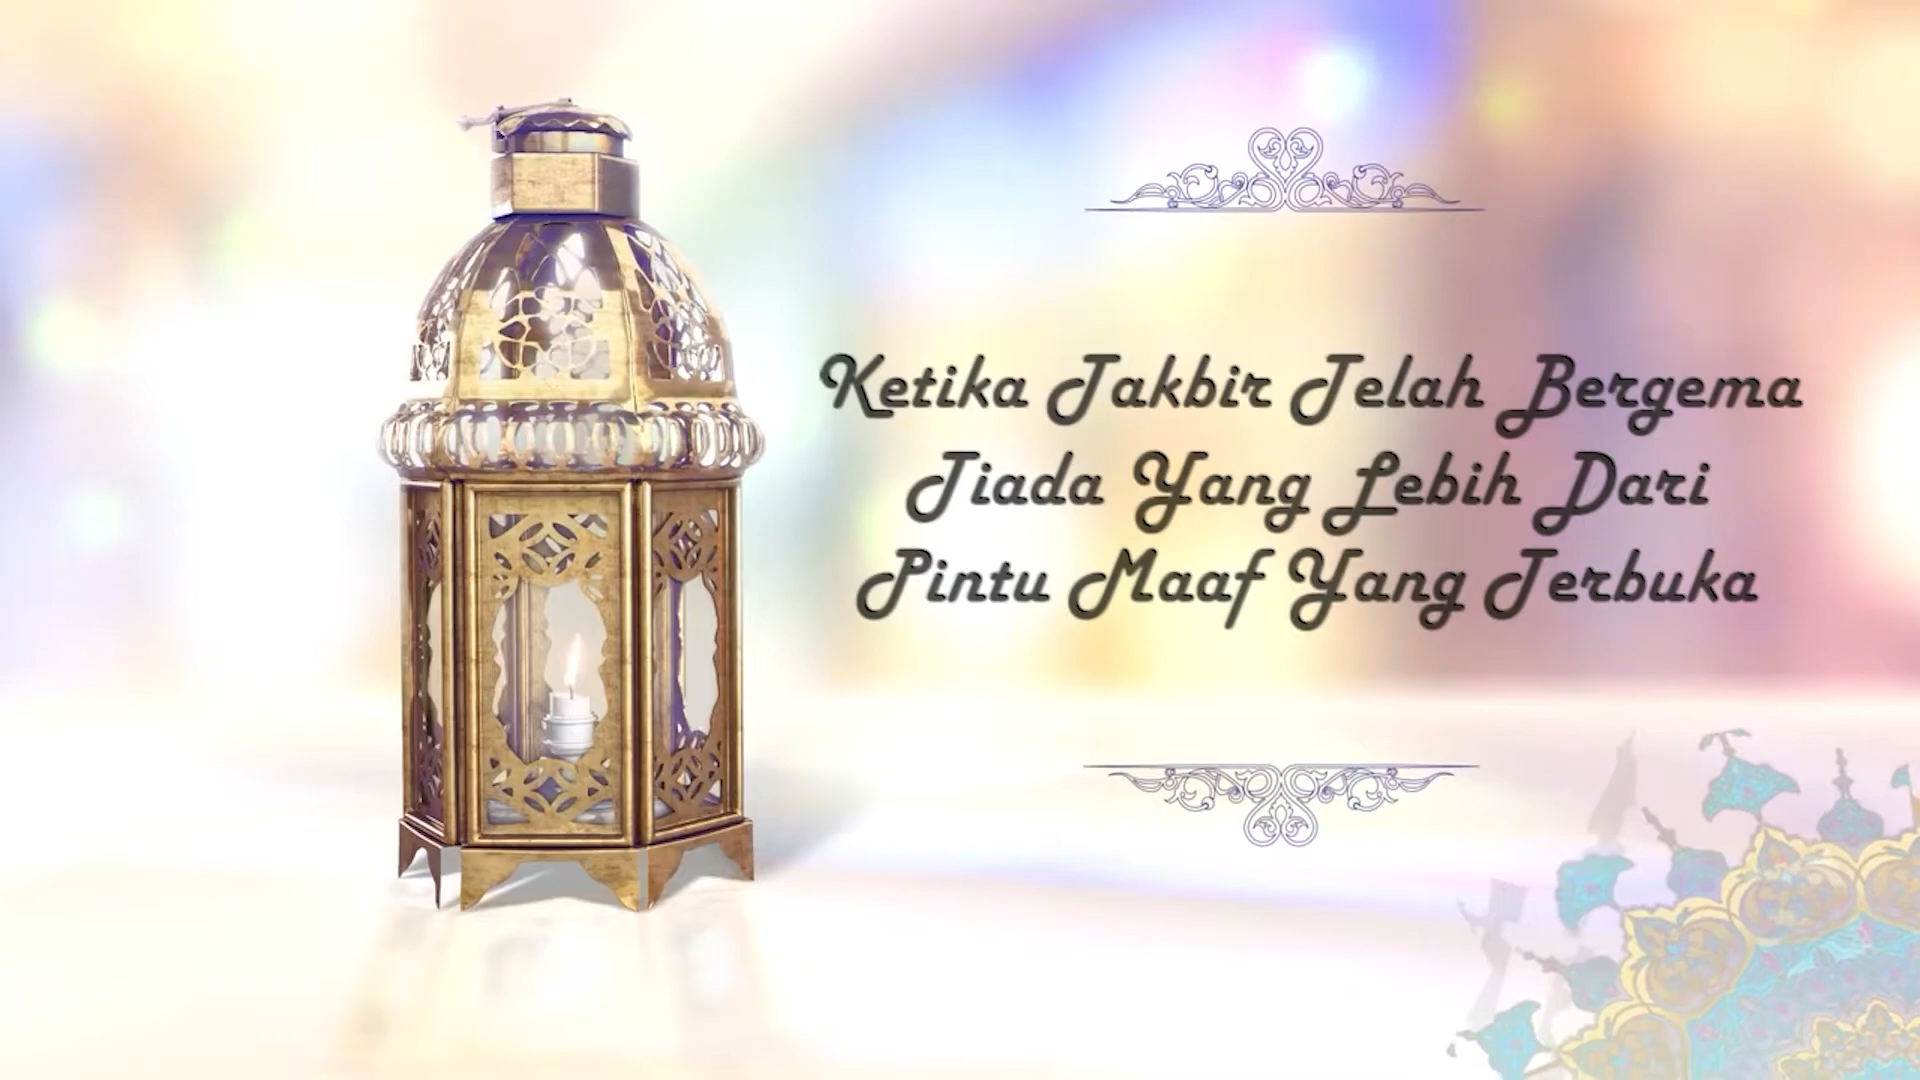 Ketika Takbir Telah Bergema
Tiada Yang Lebih Dari
Pintu Maaf Yang Terbuka